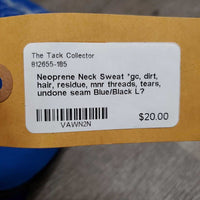 The Tack Collector
812655-185
Neoprene Neck Sweat *gc, dirt,
hair, residue, mnr threads, tears,
undone seam Blue/Black L?
VAWN2N
$20.00